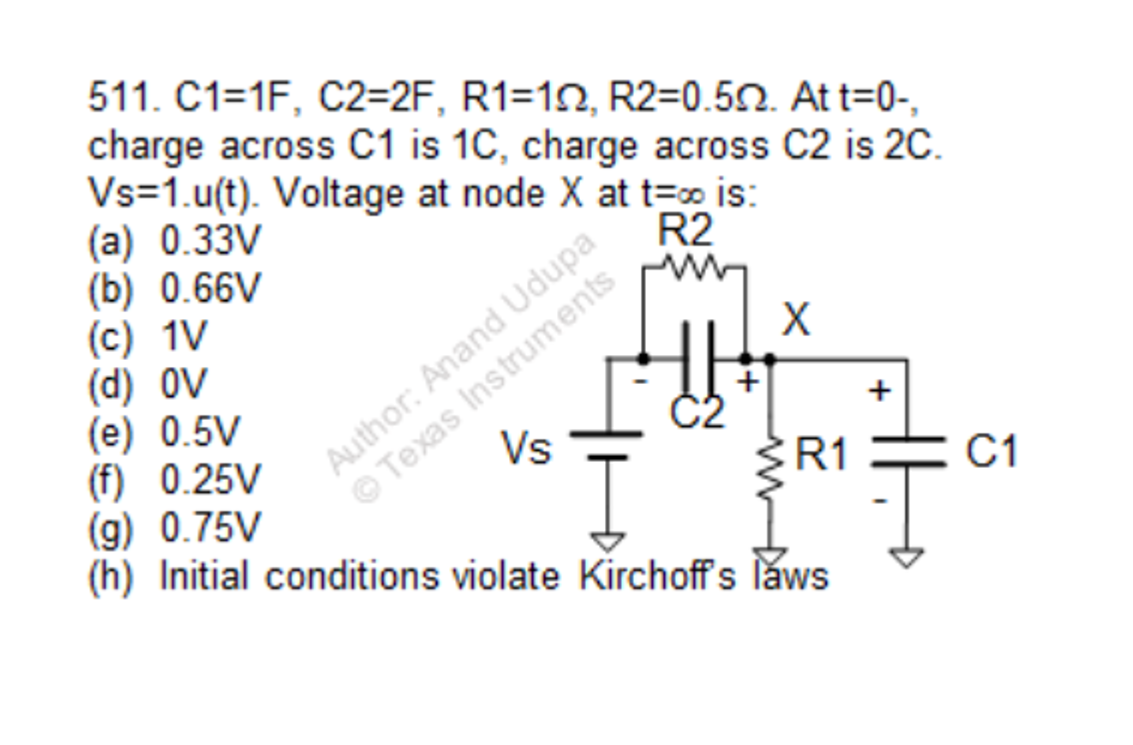 511. C1=1F, C2=2F, R1=1Ω, R2=0.5Ω. At t=0-,
charge across C1 is 1C, charge across C2 is 2C.
Vs=1.u(t). Voltage at node X at t=∞ is:
(a) 0.33V
(b) 0.66V
(c) 1V
(d) 0V
(e) 0.5V
(f) 0.25V
(g) 0.75V
(h) Initial conditions violate Kirchoff's laws
Author: Anand Udupa
© Texas Instruments
R2
X
- +
C2
+
Vs
R1
C1
-